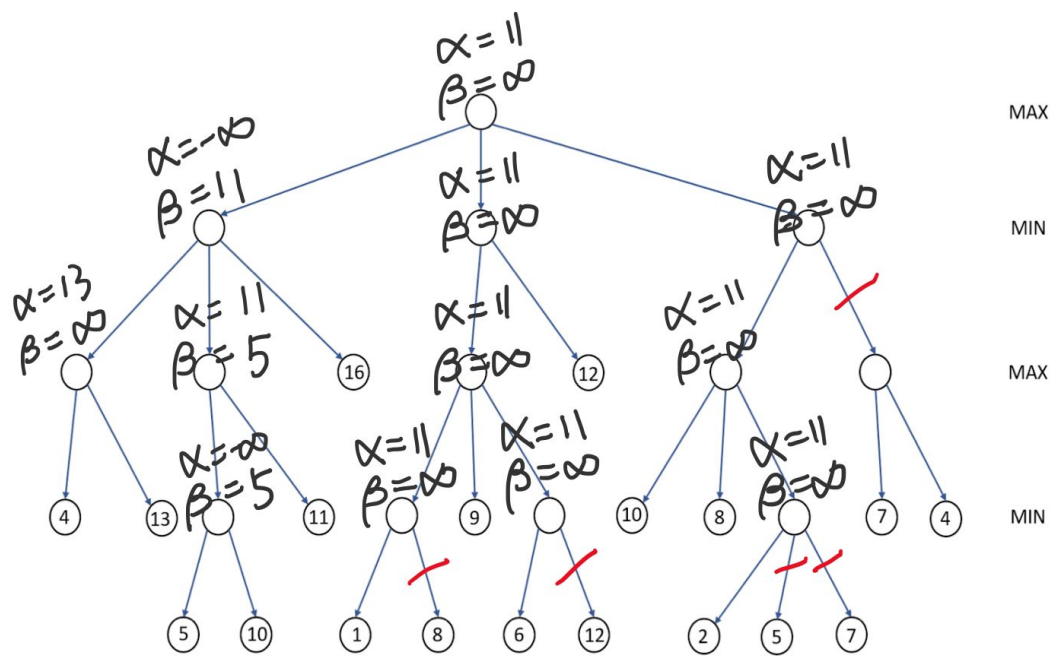 α=11
β=∞
MAX
α=-∞
β=11
α=11
β=∞
α=11
β=∞
MIN
α=13
β=∞
α=11
β=5
16
α=11
β=∞
12
α=11
β=∞
MAX
4
13
α=-∞
β=5
11
α=11
β=∞
9
α=11
β=∞
10
8
α=11
β=∞
7
4
MIN
5
10
1
8
6
12
2
5
7